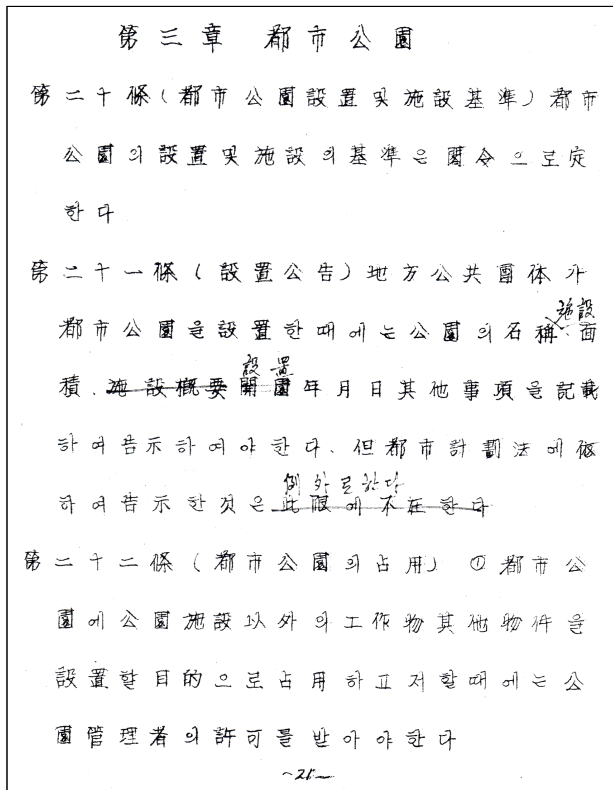 第三章 都市公園
第二十條(都市公園設置및施設基準)都市
公園의設置및施設의基準은閣令으로定
한다
第二十一條(設置公告)地方公共團体가
施設
都市公園을設置한때에는公園의名稱、面
設置
積、施設槪要開園年月日其他事項을記載
하여告示하여야한다、但都市計劃法에依
例外로한다
하여告示한것은此限에不在한다
第二十二條(都市公園의占用) ① 都市公
園에公園施設以外의工作物其他物件을
設置할目的으로占用하고저할때에는公
園管理者의許可를받아야한다